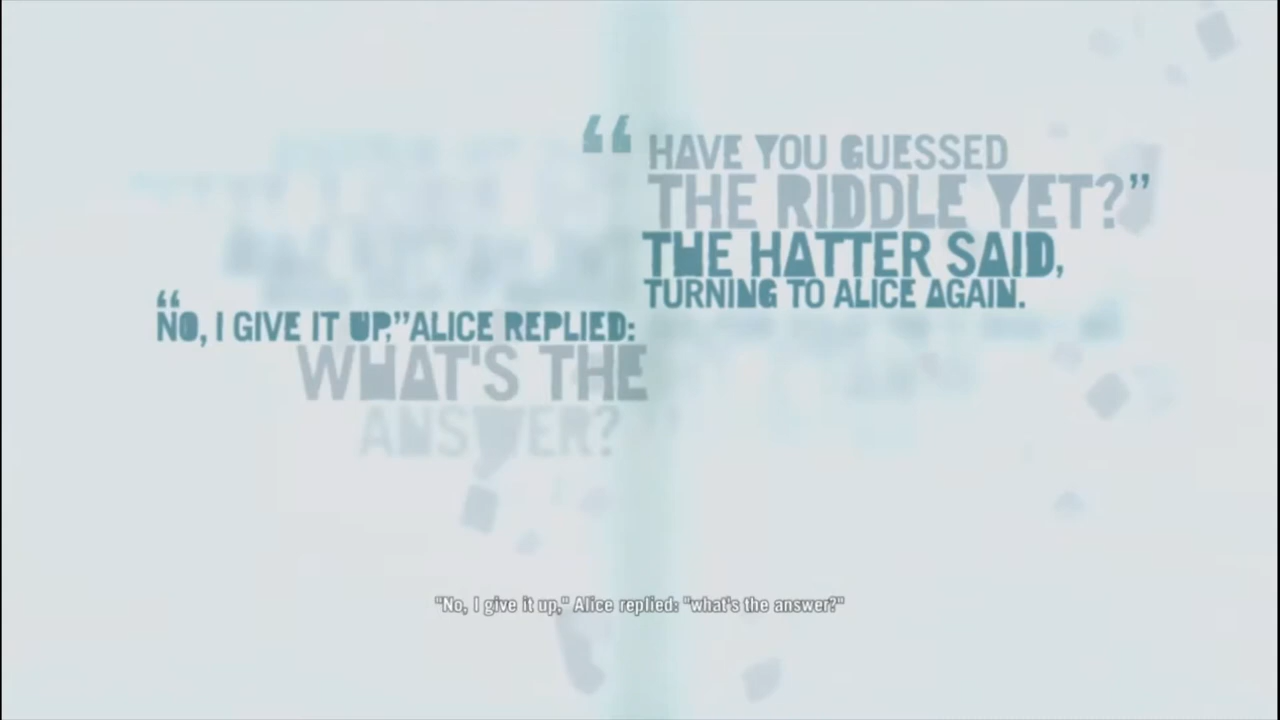 “ HAVE YOU GUESSED
THE RIDDLE YET?”
THE HATTER SAID,
TURNING TO ALICE AGAIN.
“NO, I GIVE IT UP,”ALICE REPLIED:
WHAT'S THE
ANSWER?
"No, I give it up," Alice replied: "what's the answer?"